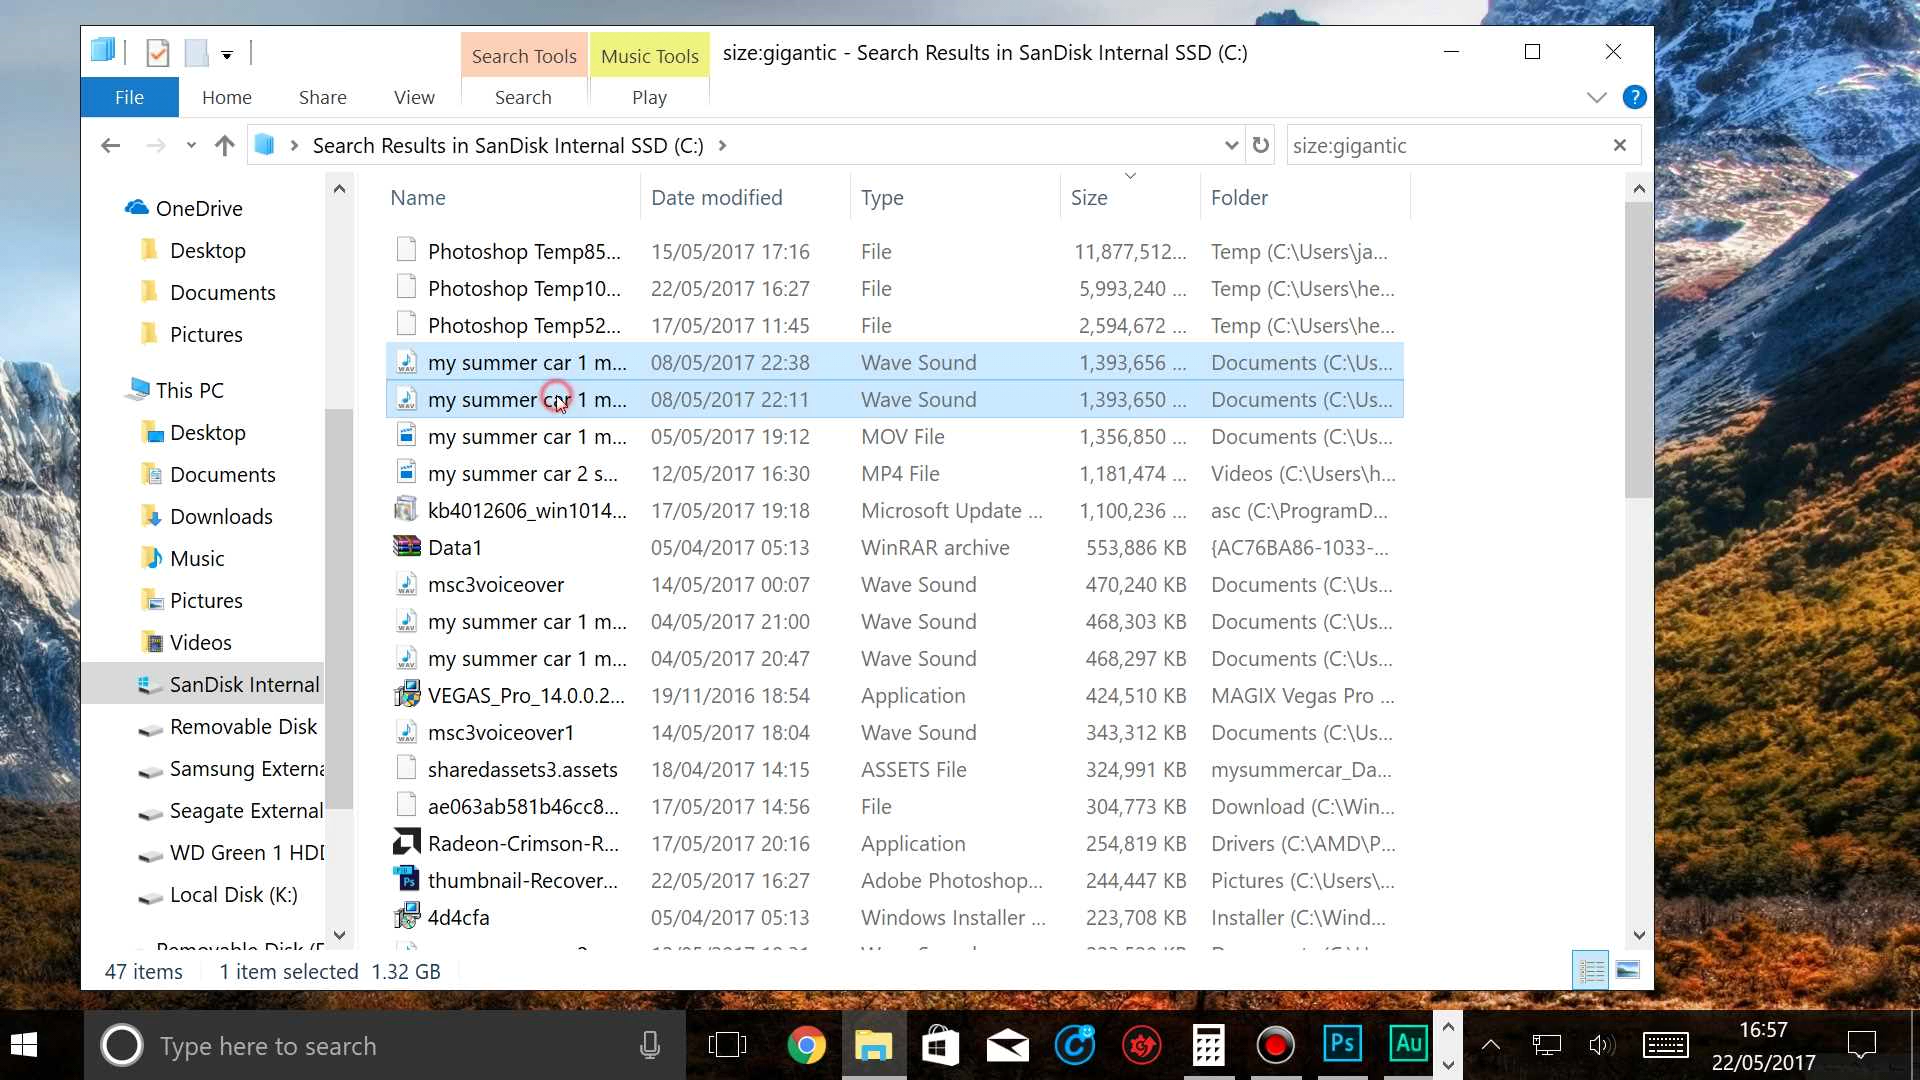 Search Tools
Music Tools
size:gigantic - Search Results in SanDisk Internal SSD (C:)
File
Home
Share
View
Search
Play
?
Search Results in SanDisk Internal SSD (C:)
size:gigantic
OneDrive
Desktop
Documents
Pictures
This PC
Desktop
Documents
Downloads
Music
Pictures
Videos
SanDisk Internal
Removable Disk
Samsung Externa
Seagate External
WD Green 1 HDD
Local Disk (K:)
Name Date modified Type Size Folder
Photoshop Temp85... 15/05/2017 17:16 File 11,877,512... Temp (C:\Users\ja...
Photoshop Temp10... 22/05/2017 16:27 File 5,993,240 ... Temp (C:\Users\he...
Photoshop Temp52... 17/05/2017 11:45 File 2,594,672 ... Temp (C:\Users\he...
my summer car 1 m... 08/05/2017 22:38 Wave Sound 1,393,656 ... Documents (C:\Us...
my summer car 1 m... 08/05/2017 22:11 Wave Sound 1,393,650 ... Documents (C:\Us...
my summer car 1 m... 05/05/2017 19:12 MOV File 1,356,850 ... Documents (C:\Us...
my summer car 2 s... 12/05/2017 16:30 MP4 File 1,181,474 ... Videos (C:\Users\h...
kb4012606_win1014... 17/05/2017 19:18 Microsoft Update ... 1,100,236 ... asc (C:\ProgramD...
Data1 05/04/2017 05:13 WinRAR archive 553,886 KB {AC76BA86-1033-...
msc3voiceover 14/05/2017 00:07 Wave Sound 470,240 KB Documents (C:\Us...
my summer car 1 m... 04/05/2017 21:00 Wave Sound 468,303 KB Documents (C:\Us...
my summer car 1 m... 04/05/2017 20:47 Wave Sound 468,297 KB Documents (C:\Us...
VEGAS_Pro_14.0.0.2... 19/11/2016 18:54 Application 424,510 KB MAGIX Vegas Pro ...
msc3voiceover1 14/05/2017 18:04 Wave Sound 343,312 KB Documents (C:\Us...
sharedassets3.assets 18/04/2017 14:15 ASSETS File 324,991 KB mysummercar_Da...
ae063ab581b46cc8... 17/05/2017 14:56 File 304,773 KB Download (C:\Win...
Radeon-Crimson-R... 17/05/2017 20:16 Application 254,819 KB Drivers (C:\AMD\P...
thumbnail-Recover... 22/05/2017 16:27 Adobe Photoshop... 244,447 KB Pictures (C:\Users\...
4d4cfa 05/04/2017 05:13 Windows Installer ... 223,708 KB Installer (C:\Wind...
47 items 1 item selected 1.32 GB
Type here to search
Ps
Au
16:57
22/05/2017